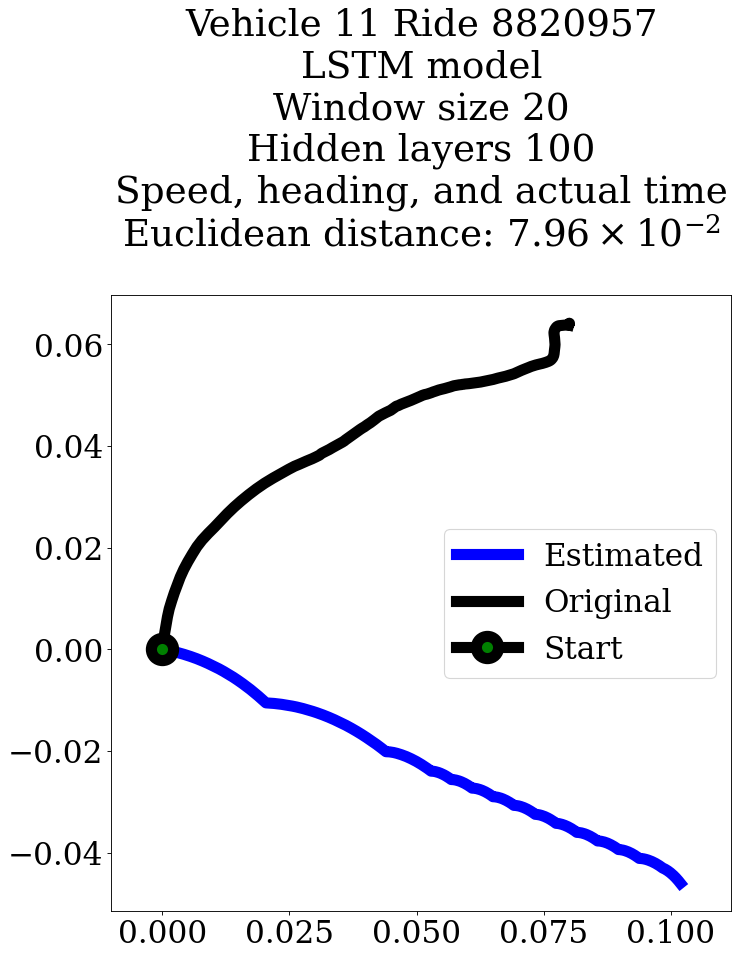 Vehicle 11 Ride 8820957
LSTM model
Window size 20
Hidden layers 100
Speed, heading, and actual time
Euclidean distance: 7.96 × 10⁻²
0.06
0.04
0.02
0.00
−0.02
−0.04
Estimated
Original
Start
0.000 0.025 0.050 0.075 0.100